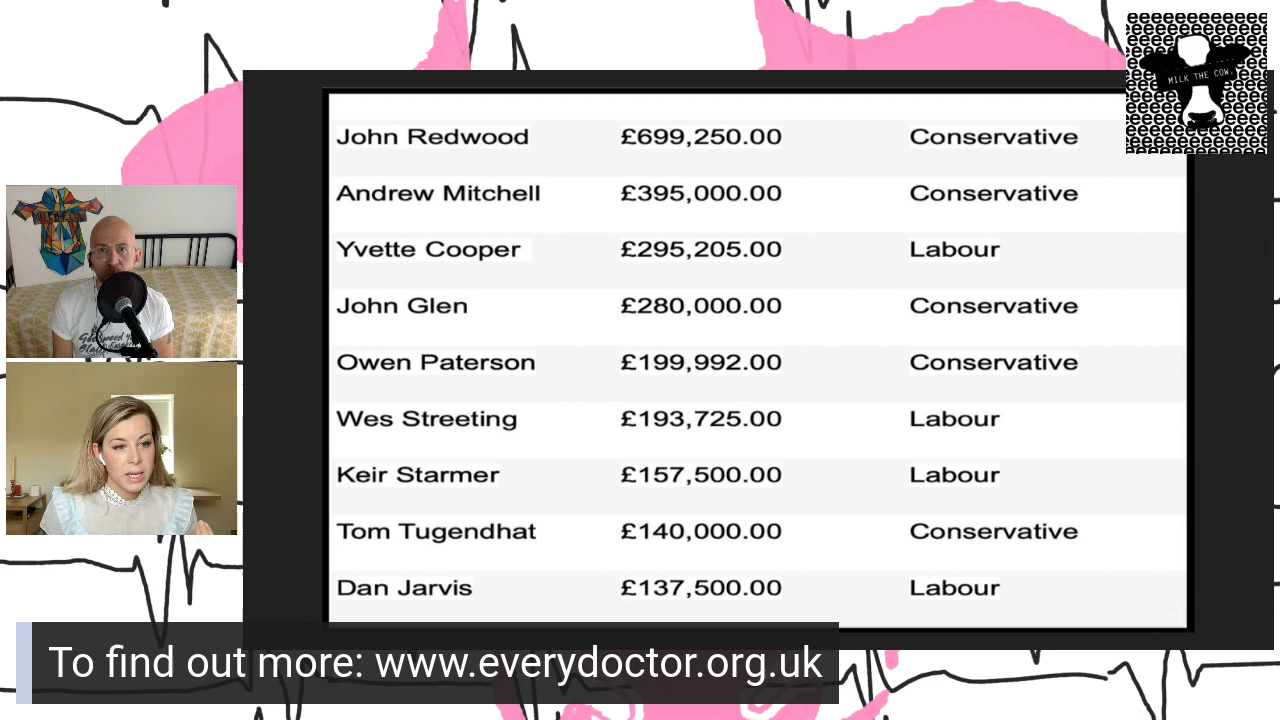 MILK THE COW.
John Redwood £699,250.00 Conservative
Andrew Mitchell £395,000.00 Conservative
Yvette Cooper £295,205.00 Labour
John Glen £280,000.00 Conservative
Owen Paterson £199,992.00 Conservative
Wes Streeting £193,725.00 Labour
Keir Starmer £157,500.00 Labour
Tom Tugendhat £140,000.00 Conservative
Dan Jarvis £137,500.00 Labour
To find out more: www.everydoctor.org.uk